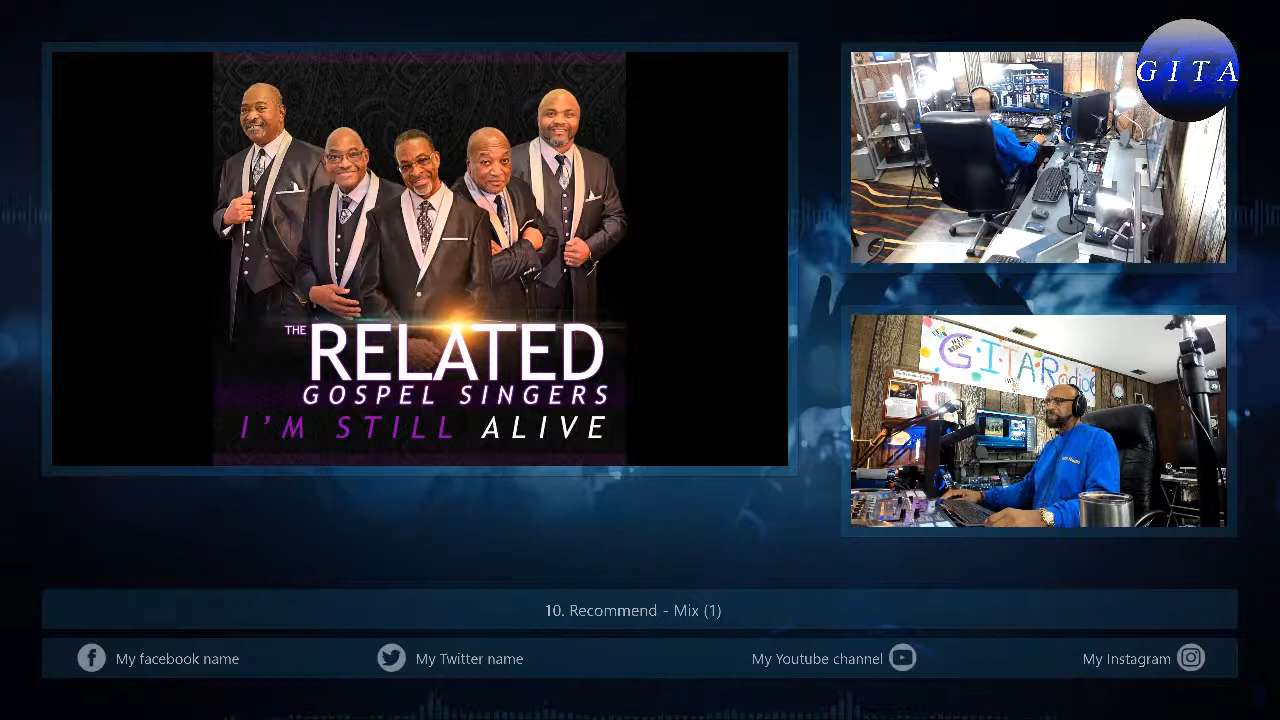 THE RELATED
GOSPEL SINGERS
I'M STILL ALIVE
G I T A
G·I·T·A Radio
10. Recommend - Mix (1)
My facebook name
My Twitter name
My Youtube channel
My Instagram